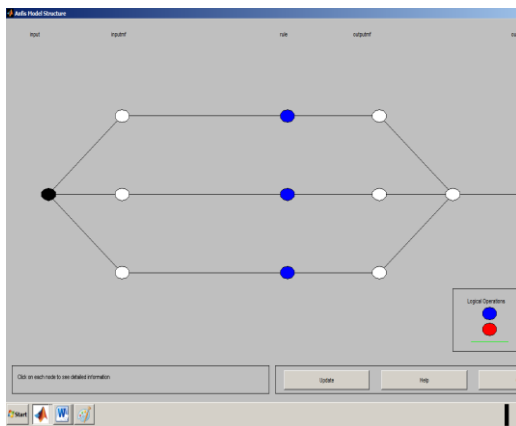 Anfis Model Structure
input inputmf rule outputmf
Logical Operations
Click on each node to see detailed information
Update Help
Start